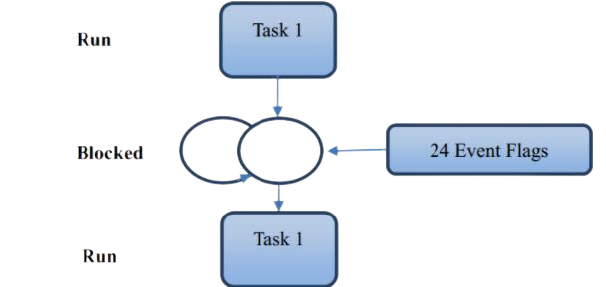 Run
Task 1
Blocked
24 Event Flags
Task 1
Run